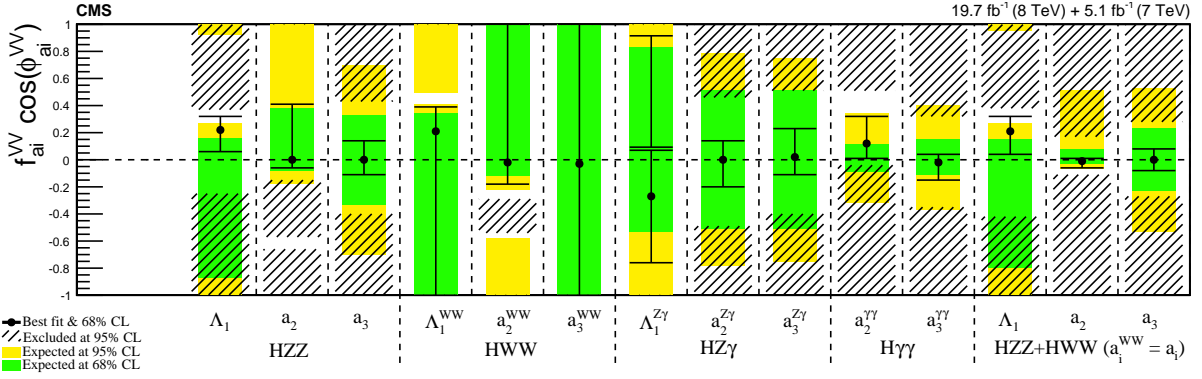 CMS 19.7 fb⁻¹ (8 TeV) + 5.1 fb⁻¹ (7 TeV)
f_ai^VV cos(ϕ_ai^VV)
1
0.8
0.6
0.4
0.2
0
-0.2
-0.4
-0.6
-0.8
-1
Λ₁ a₂ a₃ Λ₁^WW a₂^WW a₃^WW Λ₁^Zγ a₂^Zγ a₃^Zγ a₂^γγ a₃^γγ Λ₁ a₂ a₃
HZZ HWW HZγ Hγγ HZZ+HWW (a_i^WW = a_i)
Best fit & 68% CL
Excluded at 95% CL
Expected at 95% CL
Expected at 68% CL